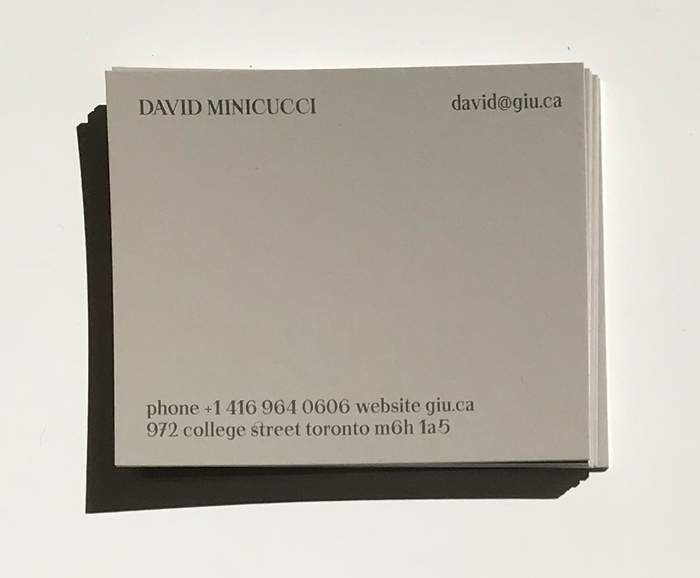 DAVID MINICUCCI david@giu.ca
phone +1 416 964 0606 website giu.ca
972 college street toronto m6h 1a5